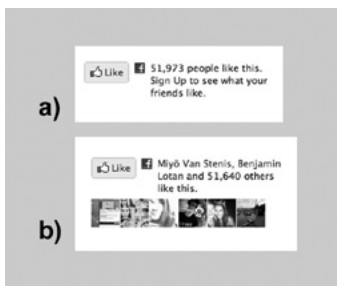 a)
Like
51,973 people like this.
Sign Up to see what your
friends like.
b)
Like
Miyö Van Stenis, Benjamin
Lotan and 51,640 others
like this.